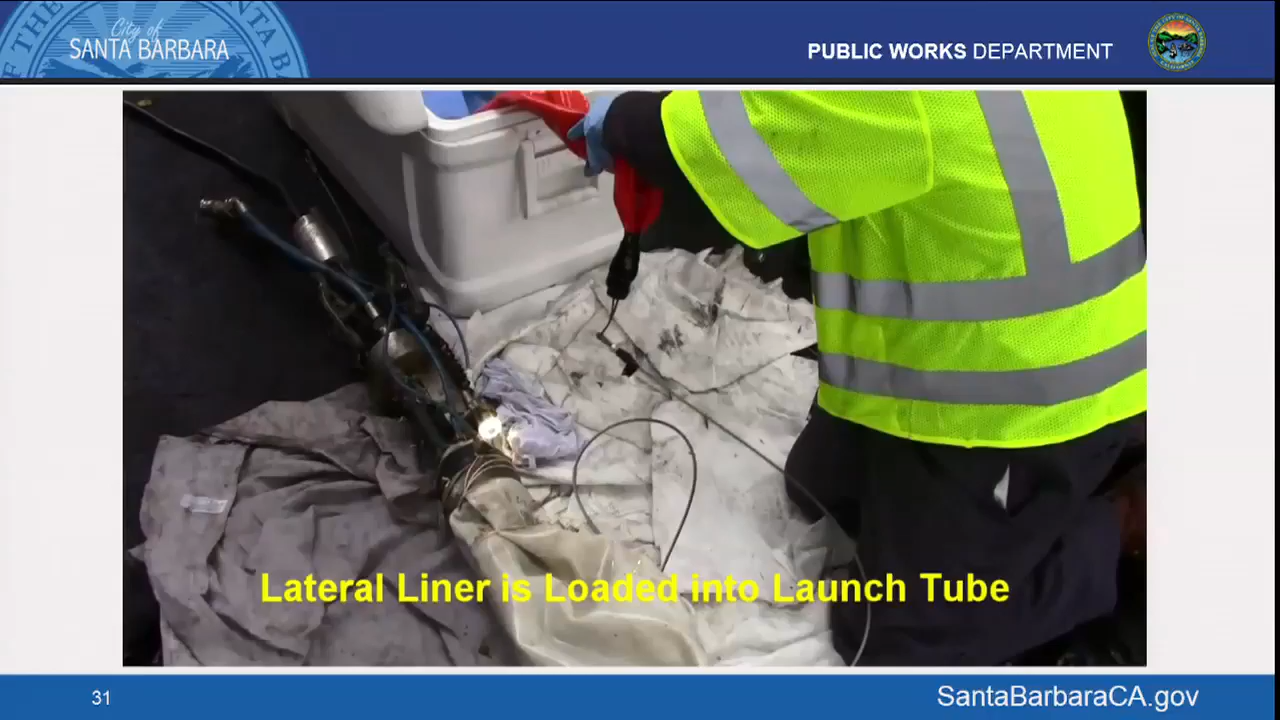 City of
SANTA BARBARA
PUBLIC WORKS DEPARTMENT
Lateral Liner is Loaded into Launch Tube
31
SantaBarbaraCA.gov